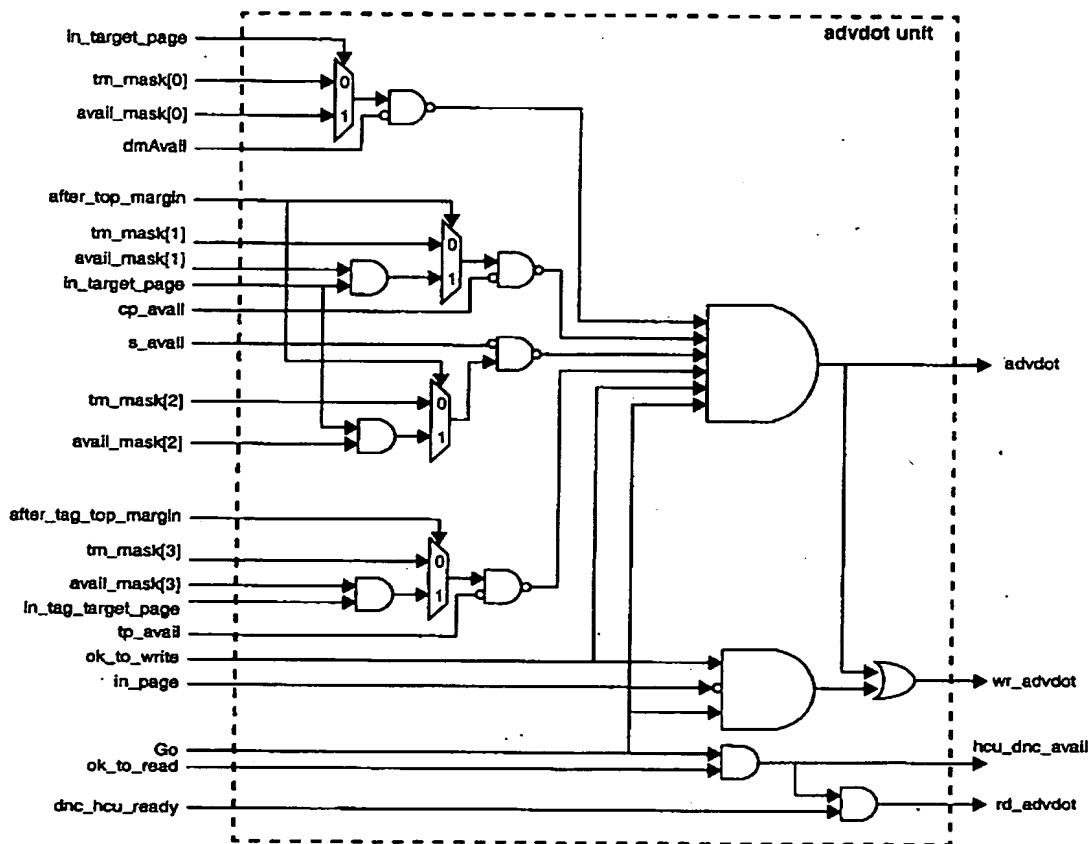 in_target_page
advdot unit
tm_mask[0]
0
avail_mask[0]
1
dmAvail
after_top_margin
tm_mask[1]
0
avail_mask[1]
1
in_target_page
cp_avail
s_avail
advdot
tm_mask[2]
0
1
avail_mask[2]
after_tag_top_margin
tm_mask[3]
0
avail_mask[3]
1
in_tag_target_page
tp_avail
ok_to_write
in_page
wr_advdot
Go
hcu_dnc_avail
ok_to_read
dnc_hcu_ready
rd_advdot